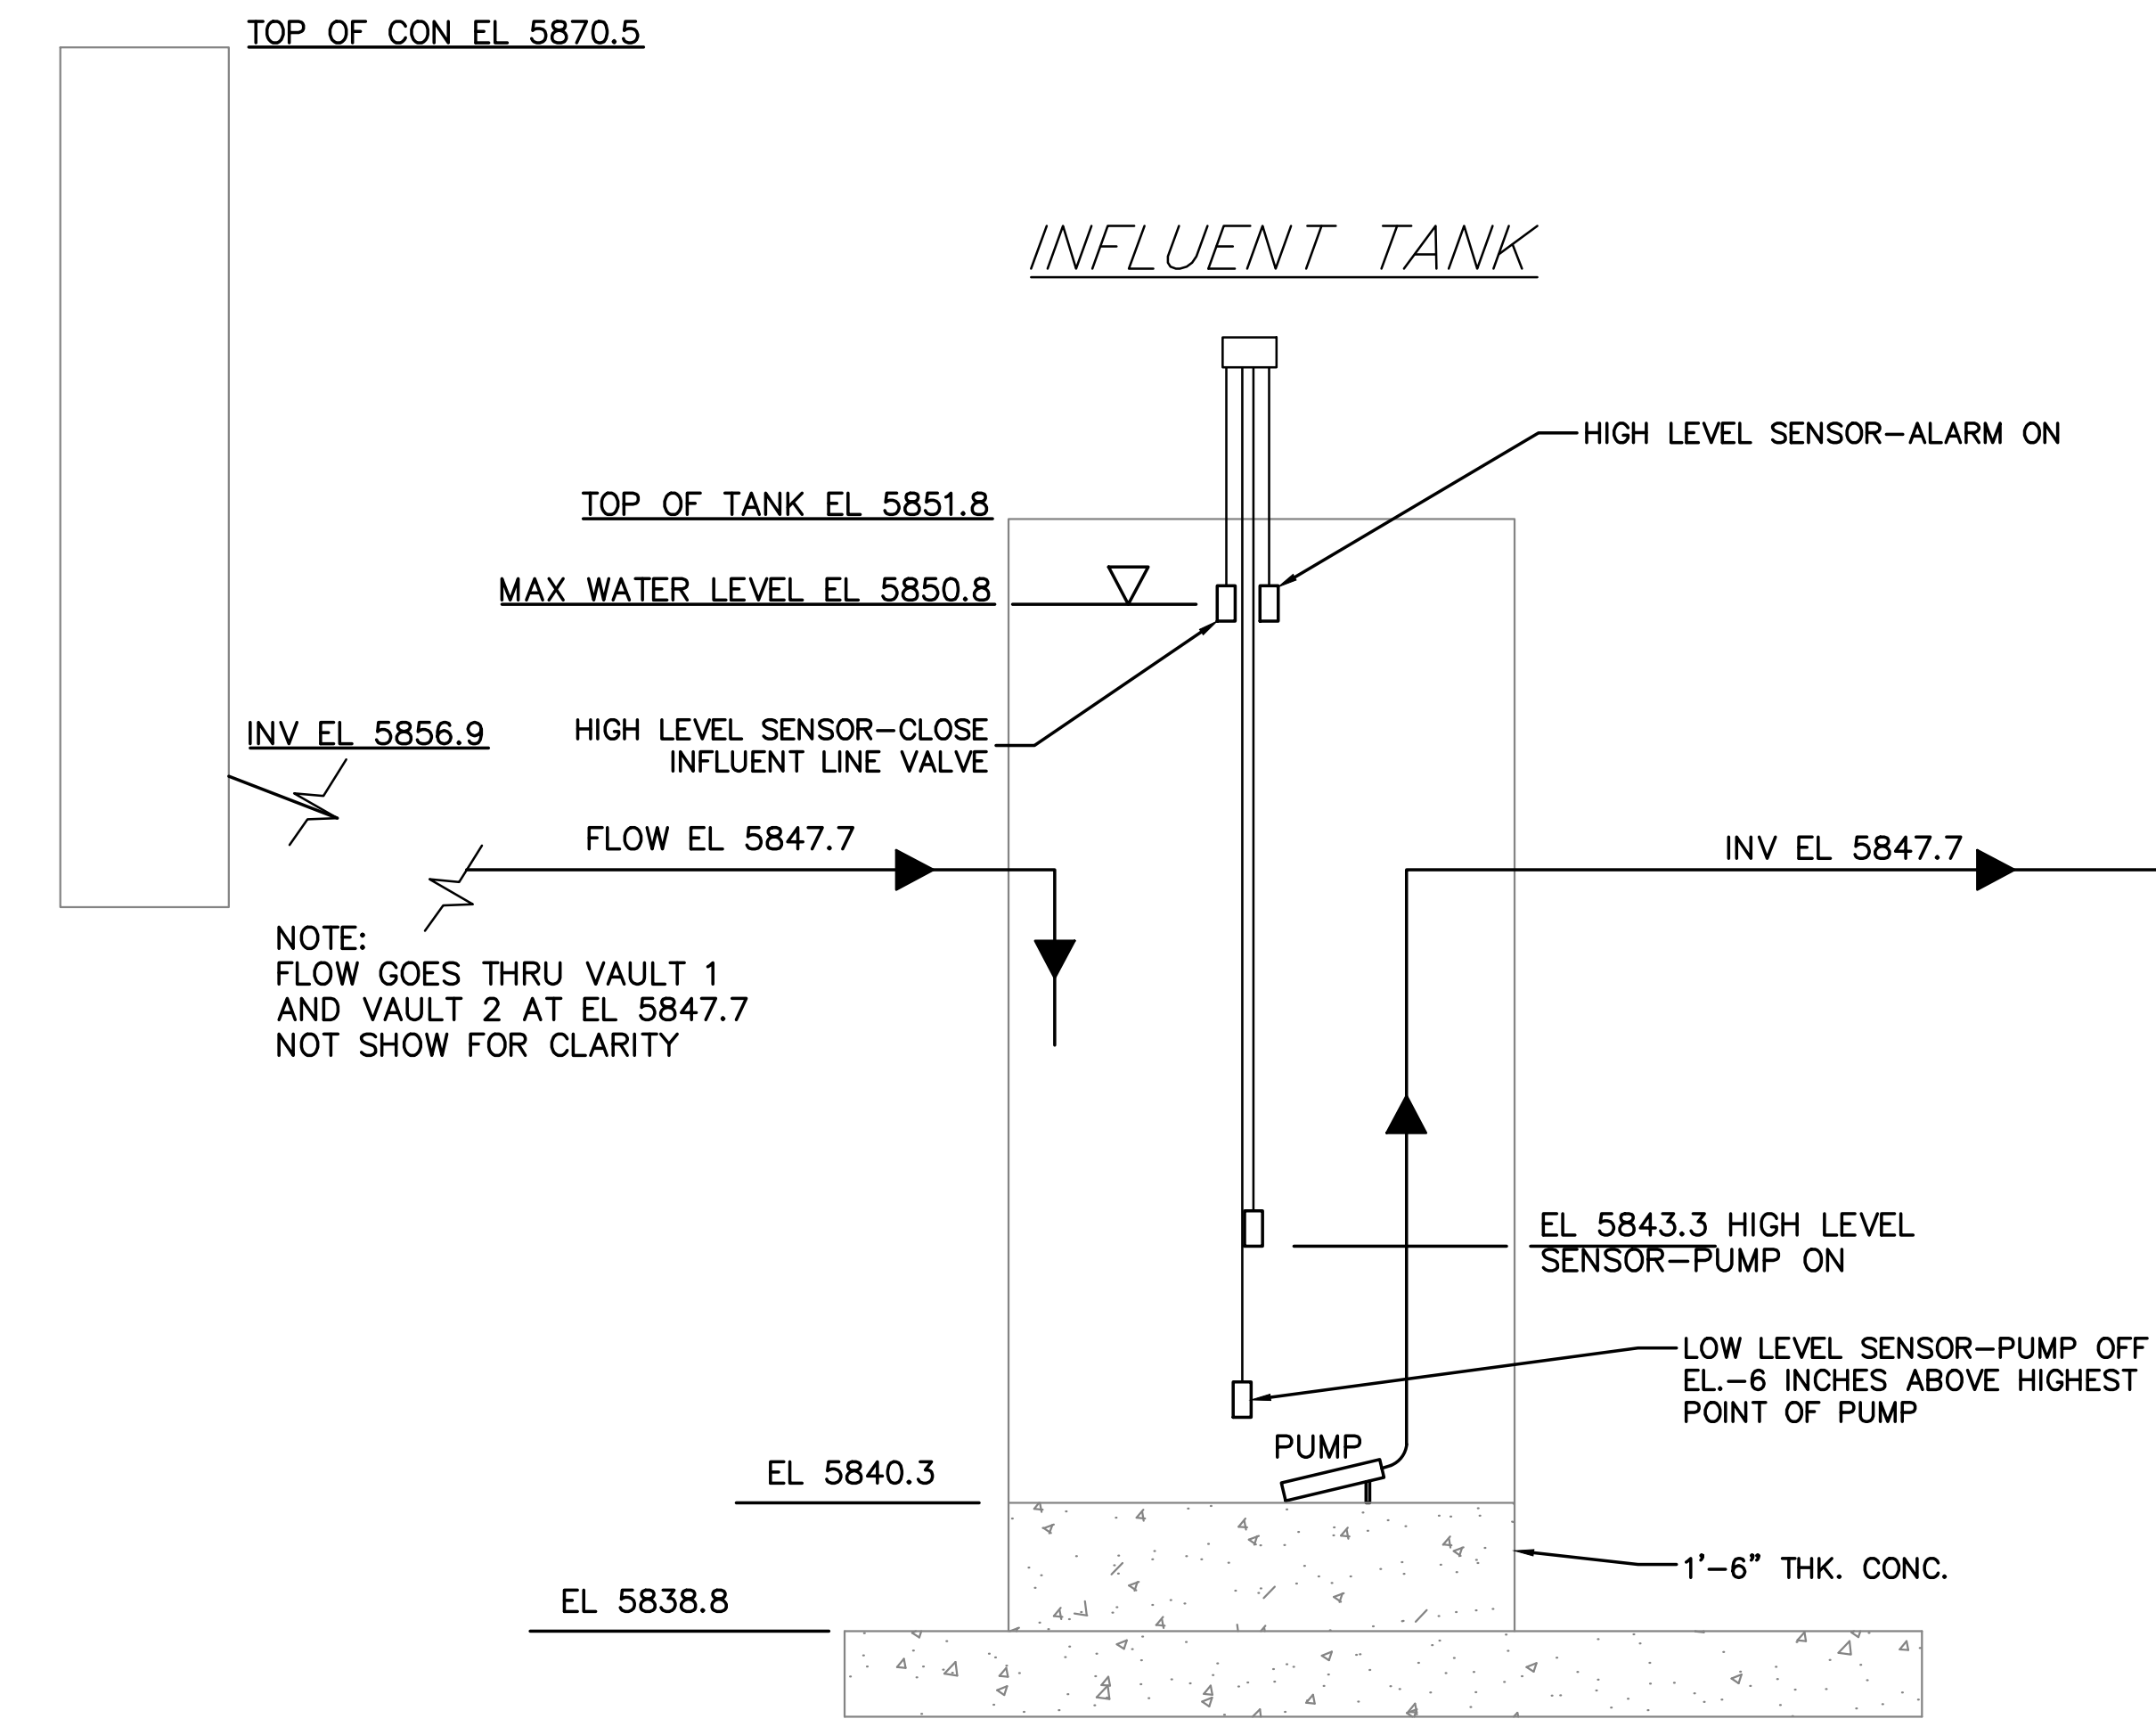 TOP OF CON EL 5870.5
INFLUENT TANK
HIGH LEVEL SENSOR-ALARM ON
TOP OF TANK EL 5851.8
MAX WATER LEVEL EL 5850.8
INV EL 5856.9
HIGH LEVEL SENSOR-CLOSE
INFLUENT LINE VALVE
FLOW EL 5847.7
INV EL 5847.7
NOTE:
FLOW GOES THRU VAULT 1
AND VAULT 2 AT EL 5847.7
NOT SHOW FOR CLARITY
EL 5843.3 HIGH LEVEL
SENSOR-PUMP ON
LOW LEVEL SENSOR-PUMP OFF
EL.-6 INCHES ABOVE HIGHEST
POINT OF PUMP
PUMP
EL 5840.3
1'-6" THK. CONC.
EL 5838.8